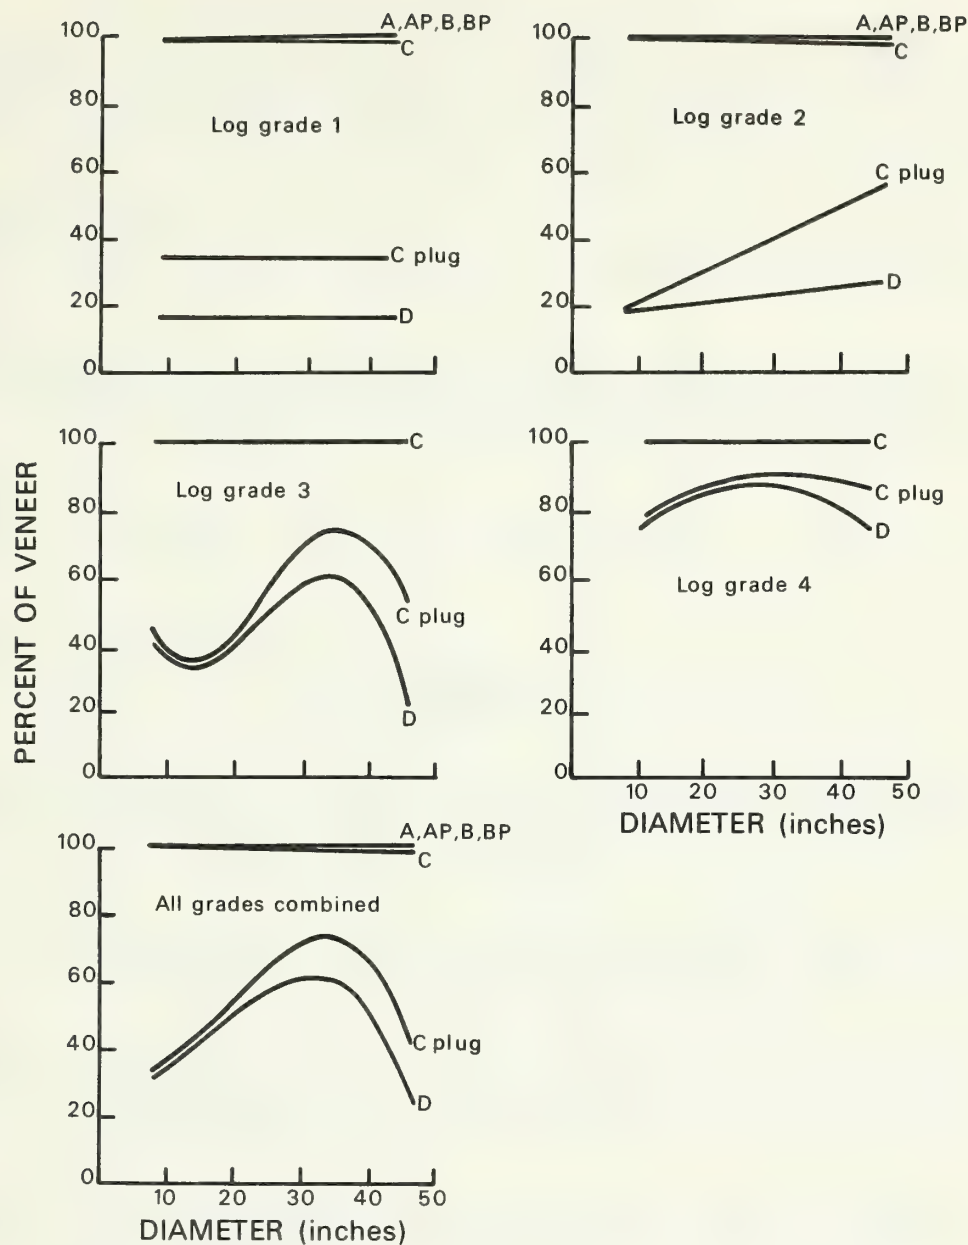 PERCENT OF VENEER
A,AP,B,BP
C
100
80
60
40
20
0
Log grade 1
C plug
D
A,AP,B,BP
C
100
80
60
40
20
0
Log grade 2
C plug
D
100
80
60
40
20
0
C
Log grade 3
C plug
D
100
80
60
40
20
0
C
C plug
D
Log grade 4
10 20 30 40 50
DIAMETER (inches)
A,AP,B,BP
C
100
80
60
40
20
0
All grades combined
C plug
D
10 20 30 40 50
DIAMETER (inches)